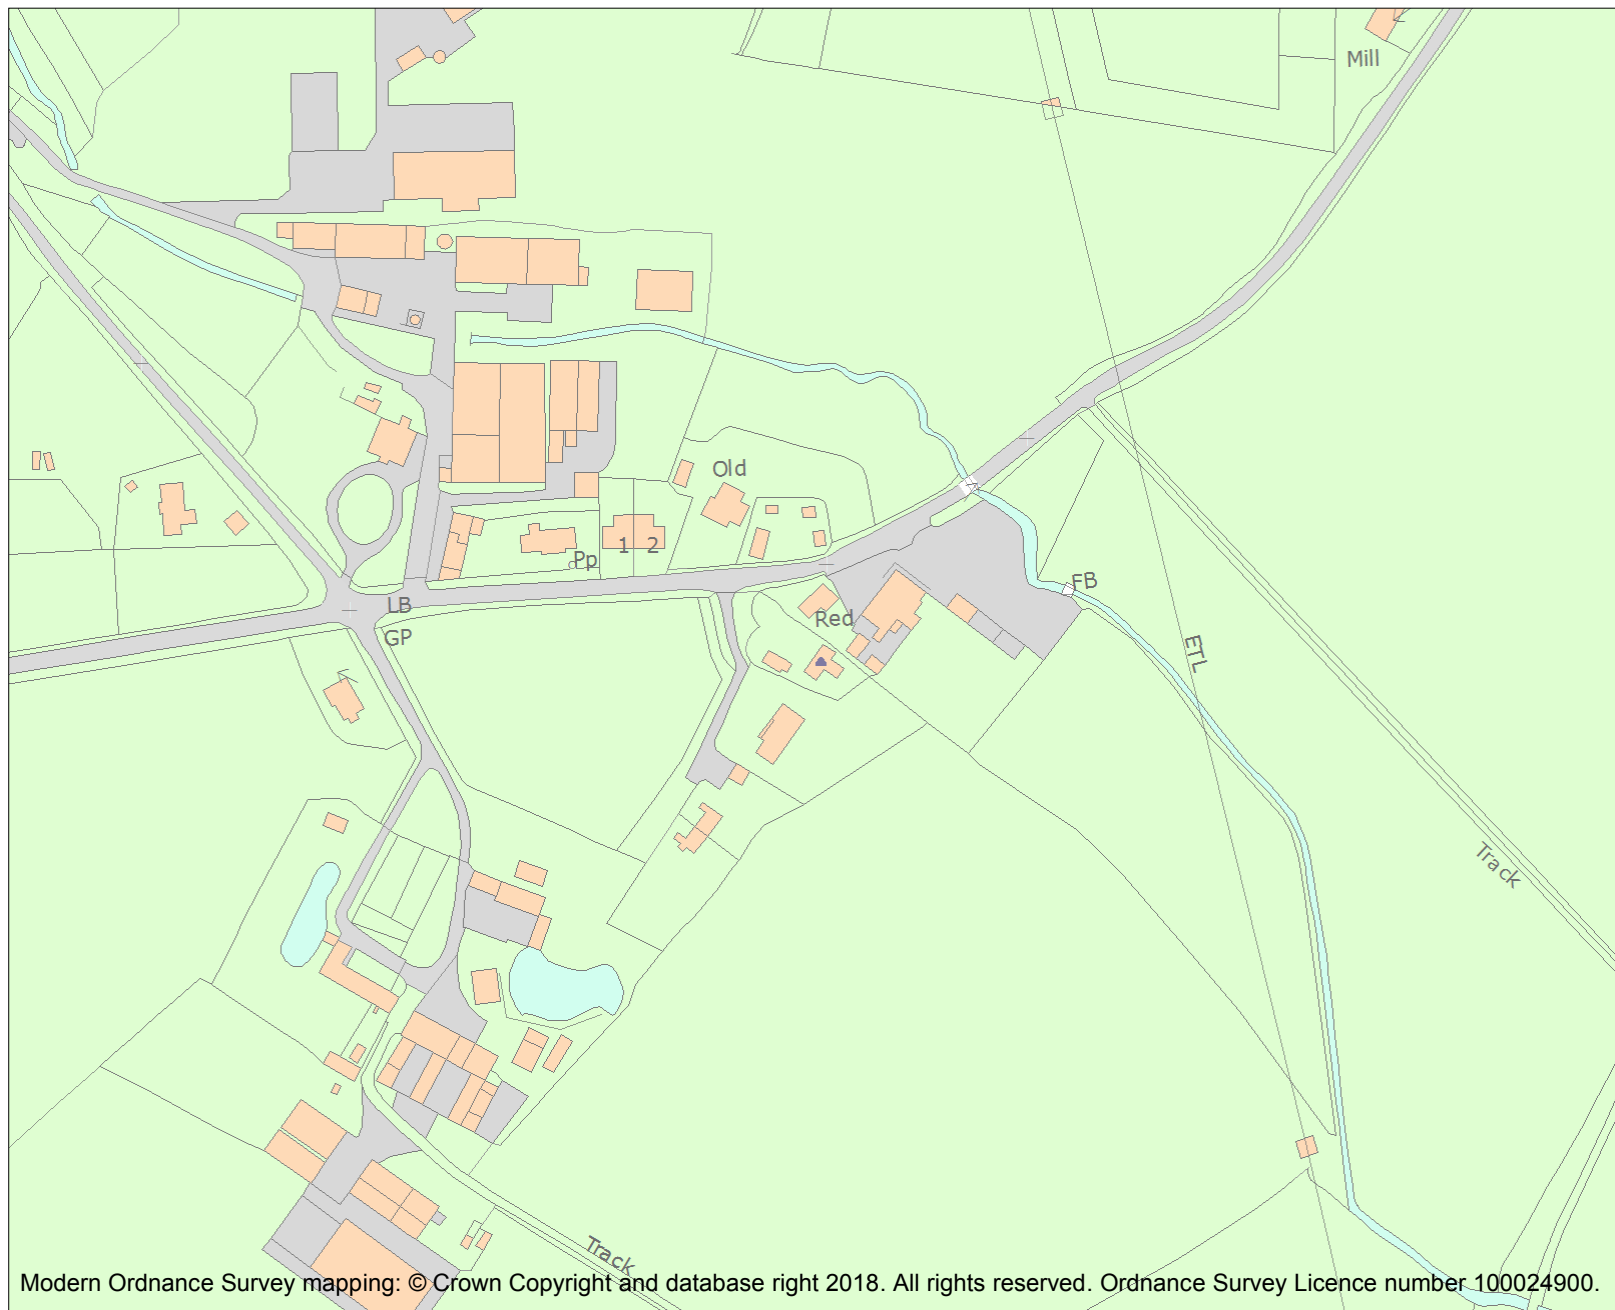 Mill
Old
1 2
Pp
FB
LB
Red
GP
ETL
Track
Track
Modern Ordnance Survey mapping: © Crown Copyright and database right 2018. All rights reserved. Ordnance Survey Licence number 100024900.